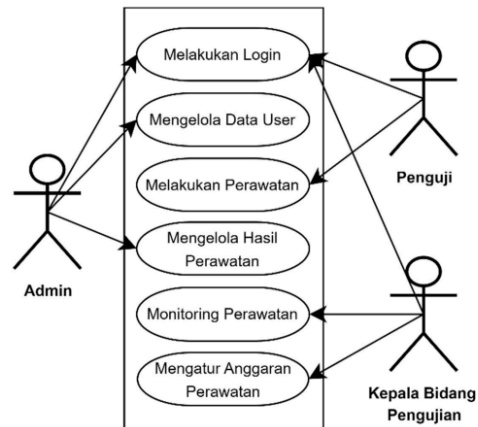 Melakukan Login
Mengelola Data User
Melakukan Perawatan
Mengelola Hasil
Perawatan
Monitoring Perawatan
Mengatur Anggaran
Perawatan
Admin
Penguji
Kepala Bidang
Pengujian